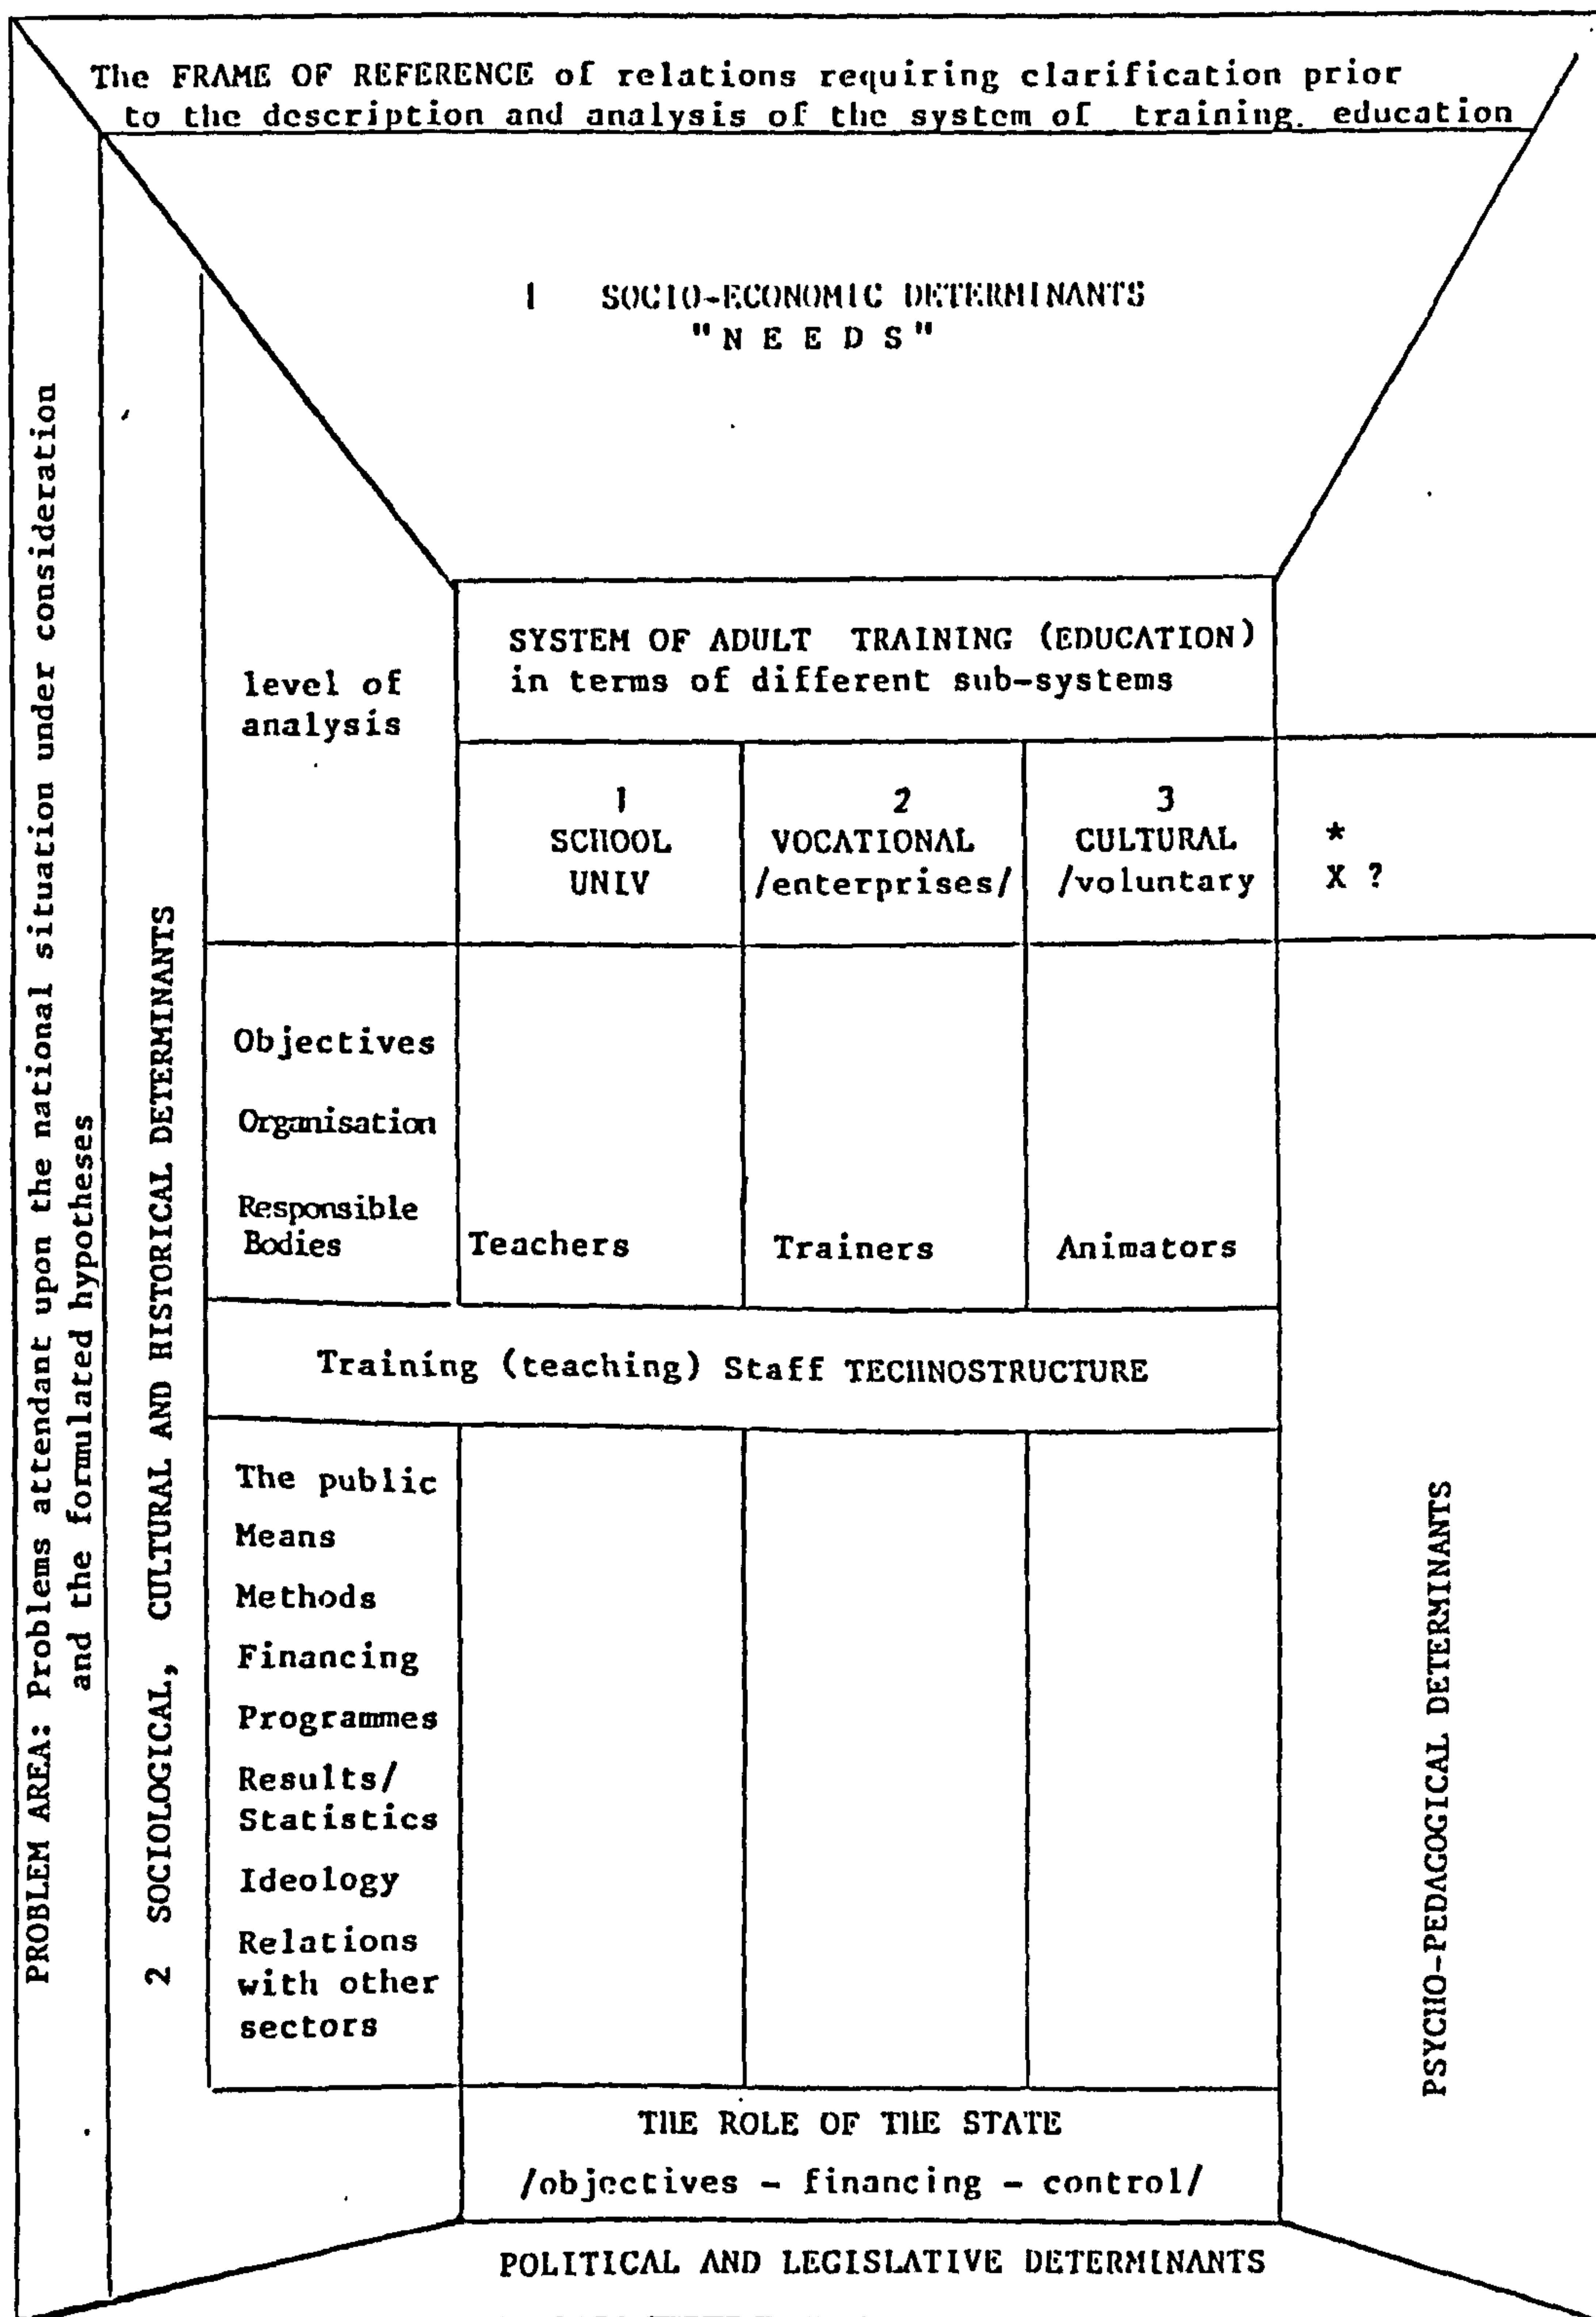 The FRAME OF REFERENCE of relations requiring clarification prior
to the description and analysis of the system of training. education
PROBLEM AREA: Problems attendant upon the national situation under consideration
and the formulated hypotheses
2 SOCIOLOGICAL, CULTURAL AND HISTORICAL DETERMINANTS
1 SOCIO-ECONOMIC DETERMINANTS
"N E E D S"
level of
analysis
SYSTEM OF ADULT TRAINING (EDUCATION)
in terms of different sub-systems
1
SCHOOL
UNIV
2
VOCATIONAL
/enterprises/
3
CULTURAL
/voluntary
*
X ?
Objectives
Organisation
Responsible
Bodies
Teachers
Trainers
Animators
Training (teaching) Staff TECHNOSTRUCTURE
The public
Means
Methods
Financing
Programmes
Results/
Statistics
Ideology
Relations
with other
sectors
PSYCHO-PEDAGOGICAL DETERMINANTS
THE ROLE OF THE STATE
/objectives - financing - control/
POLITICAL AND LEGISLATIVE DETERMINANTS